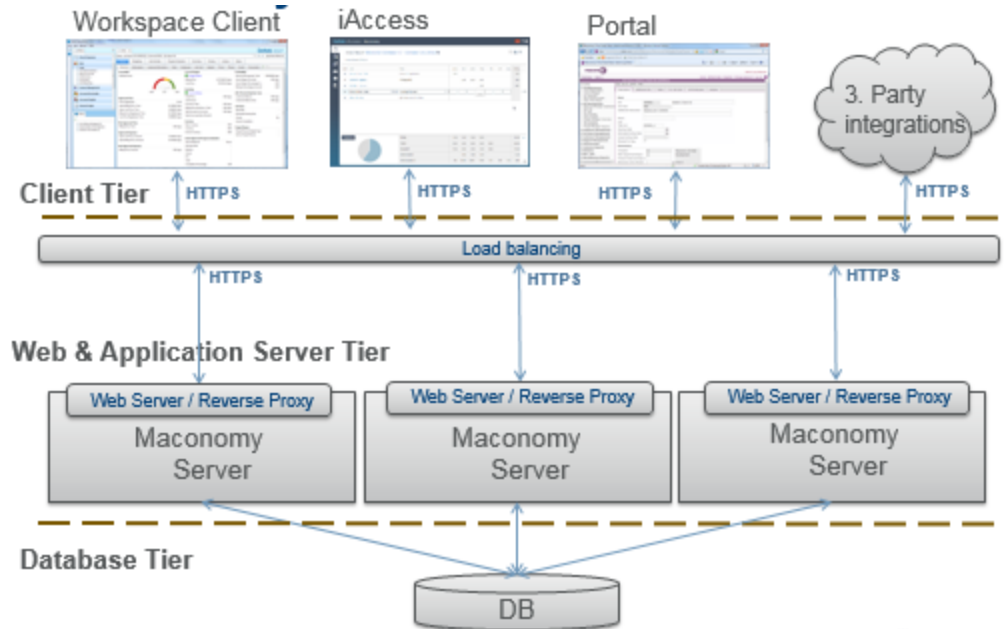 Workspace Client
iAccess
Portal
3. Party
integrations
Client Tier
HTTPS
HTTPS
HTTPS
HTTPS
Load balancing
HTTPS
HTTPS
HTTPS
Web & Application Server Tier
Web Server / Reverse Proxy
Web Server / Reverse Proxy
Web Server / Reverse Proxy
Maconomy
Server
Maconomy
Server
Maconomy
Server
Database Tier
DB